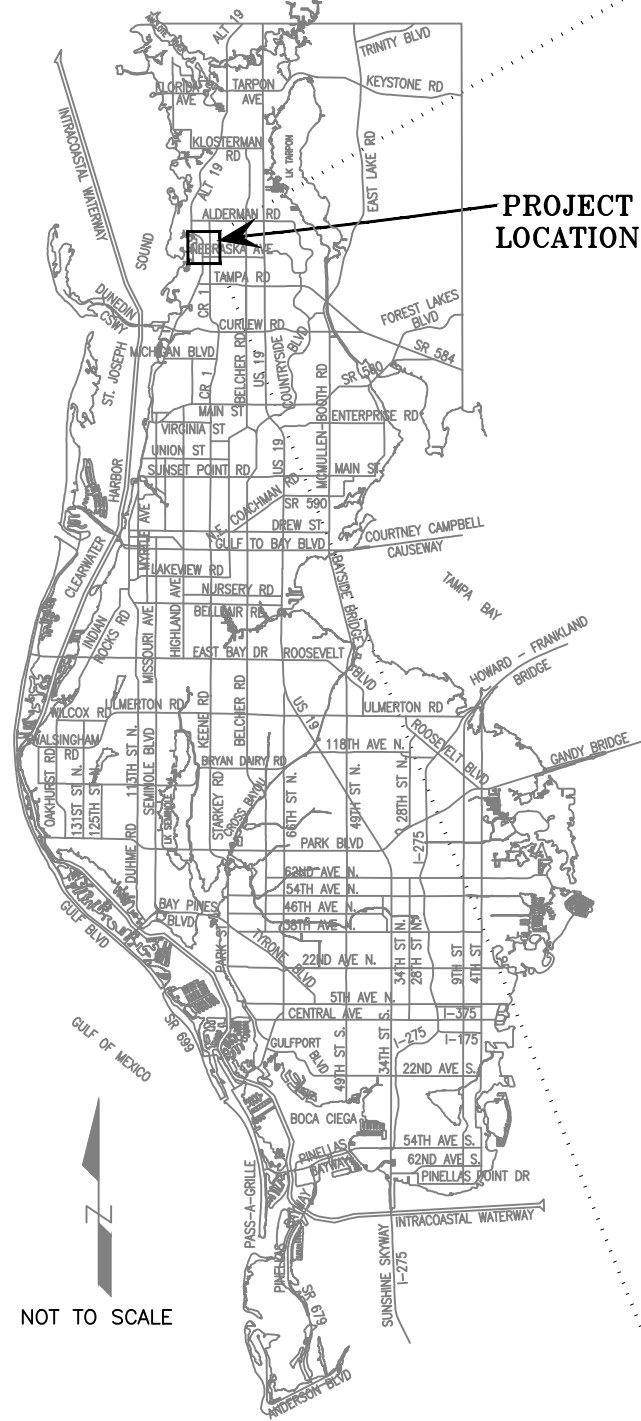 ALT 19
TRINITY BLVD
KEYSTONE RD
FLORIDA
AVE
TARPON
AVE
INTRACOASTAL WATERWAY
KLOSTERMAN
RD
LK TARPON
EAST LAKE RD
ALT 19
PROJECT
LOCATION
ALDERMAN RD
NEBRASKA AVE
SOUND
TAMPA RD
DUNEDIN
CSWY
CR 1
FOREST LAKES
BLVD
CURLEW RD
SR 584
MICHIGAN BLVD
ST. JOSEPH
BELCHER RD
US 19
COUNTRYSIDE
BLVD
SR 580
CR 1
MAIN ST
MCMULLEN-BOOTH RD
ENTERPRISE RD
VIRGINIA ST
UNION ST
US 19
SUNSET POINT RD
MAIN ST
HARBOR
N.E. COACHMAN RD
SR 590
MYRTLE AVE
DREW ST
COURTNEY CAMPBELL
CAUSEWAY
GULF TO BAY BLVD
CLEARWATER
LAKEVIEW RD
BAYSIDE BRIDGE
TAMPA BAY
NURSERY RD
BELLEAIR RD
INDIAN
ROCKS RD
MISSOURI AVE
HIGHLAND AVE
EAST BAY DR
ROOSEVELT
BLVD
HOWARD - FRANKLAND
BRIDGE
ULMERTON RD
WILCOX RD
KEENE RD
BELCHER RD
US 19
ULMERTON RD
WALSINGHAM
RD
118TH AVE N.
ROOSEVELT BLVD
GANDY BRIDGE
OAKHURST RD
131ST ST N.
125TH ST N.
113TH ST N.
SEMINOLE BLVD
BRYAN DAIRY RD
LK SEMINOLE
STARKEY RD
CROSS BAYOU
66TH ST N.
49TH ST N.
28TH ST N.
I-275
DUHME RD
PARK BLVD
62ND AVE N.
54TH AVE N.
46TH AVE N.
38TH AVE N.
BAY PINES
BLVD
GULF BLVD
PARK ST
TYRONE BLVD
22ND AVE N.
34TH ST N.
28TH ST N.
9TH ST
4TH ST
5TH AVE N.
CENTRAL AVE
I-375
SR 699
GULFPORT
BLVD
I-275
I-175
GULF OF MEXICO
49TH ST S.
34TH ST S.
22ND AVE S.
BOCA CIEGA
54TH AVE S.
PINELLAS
BAYWAY
62ND AVE S.
PINELLAS POINT DR
PASS-A-GRILLE
PINELLAS
BAYWAY
INTRACOASTAL WATERWAY
N
SUNSHINE SKYWAY
I-275
NOT TO SCALE
SR 679
ANDERSON BLVD